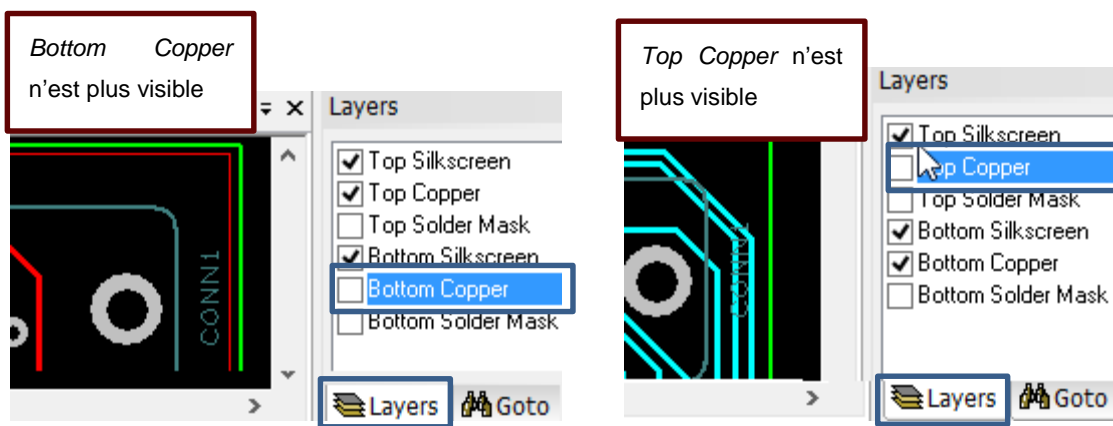 Bottom Copper
n'est plus visible
Layers
Top Silkscreen
Top Copper
Top Solder Mask
Bottom Silkscreen
Bottom Copper
Bottom Solder Mask
CONN1
Layers Goto
Top Copper n'est
plus visible
Layers
Top Silkscreen
Top Copper
Top Solder Mask
Bottom Silkscreen
Bottom Copper
Bottom Solder Mask
CONN1
Layers Goto